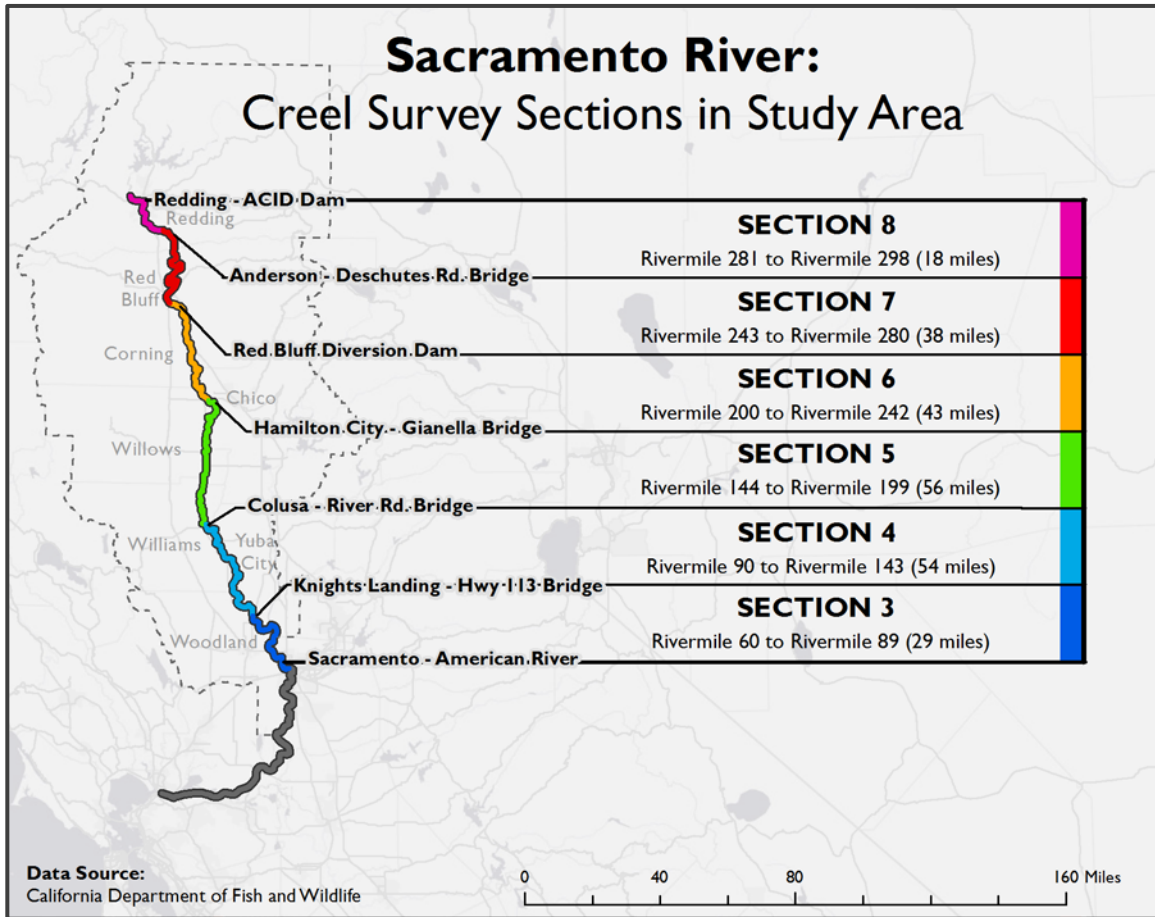 Sacramento River:
Creel Survey Sections in Study Area
Redding - ACID Dam
Redding
SECTION 8
Rivermile 281 to Rivermile 298 (18 miles)
Anderson - Deschutes Rd. Bridge
Red
Bluff
SECTION 7
Rivermile 243 to Rivermile 280 (38 miles)
Red Bluff Diversion Dam
Corning
SECTION 6
Rivermile 200 to Rivermile 242 (43 miles)
Chico
Hamilton City - Gianella Bridge
Willows
SECTION 5
Rivermile 144 to Rivermile 199 (56 miles)
Colusa - River Rd. Bridge
Williams
Yuba
City
SECTION 4
Rivermile 90 to Rivermile 143 (54 miles)
Knights Landing - Hwy 113 Bridge
Woodland
SECTION 3
Rivermile 60 to Rivermile 89 (29 miles)
Sacramento - American River
Data Source:
California Department of Fish and Wildlife
0 40 80 160 Miles